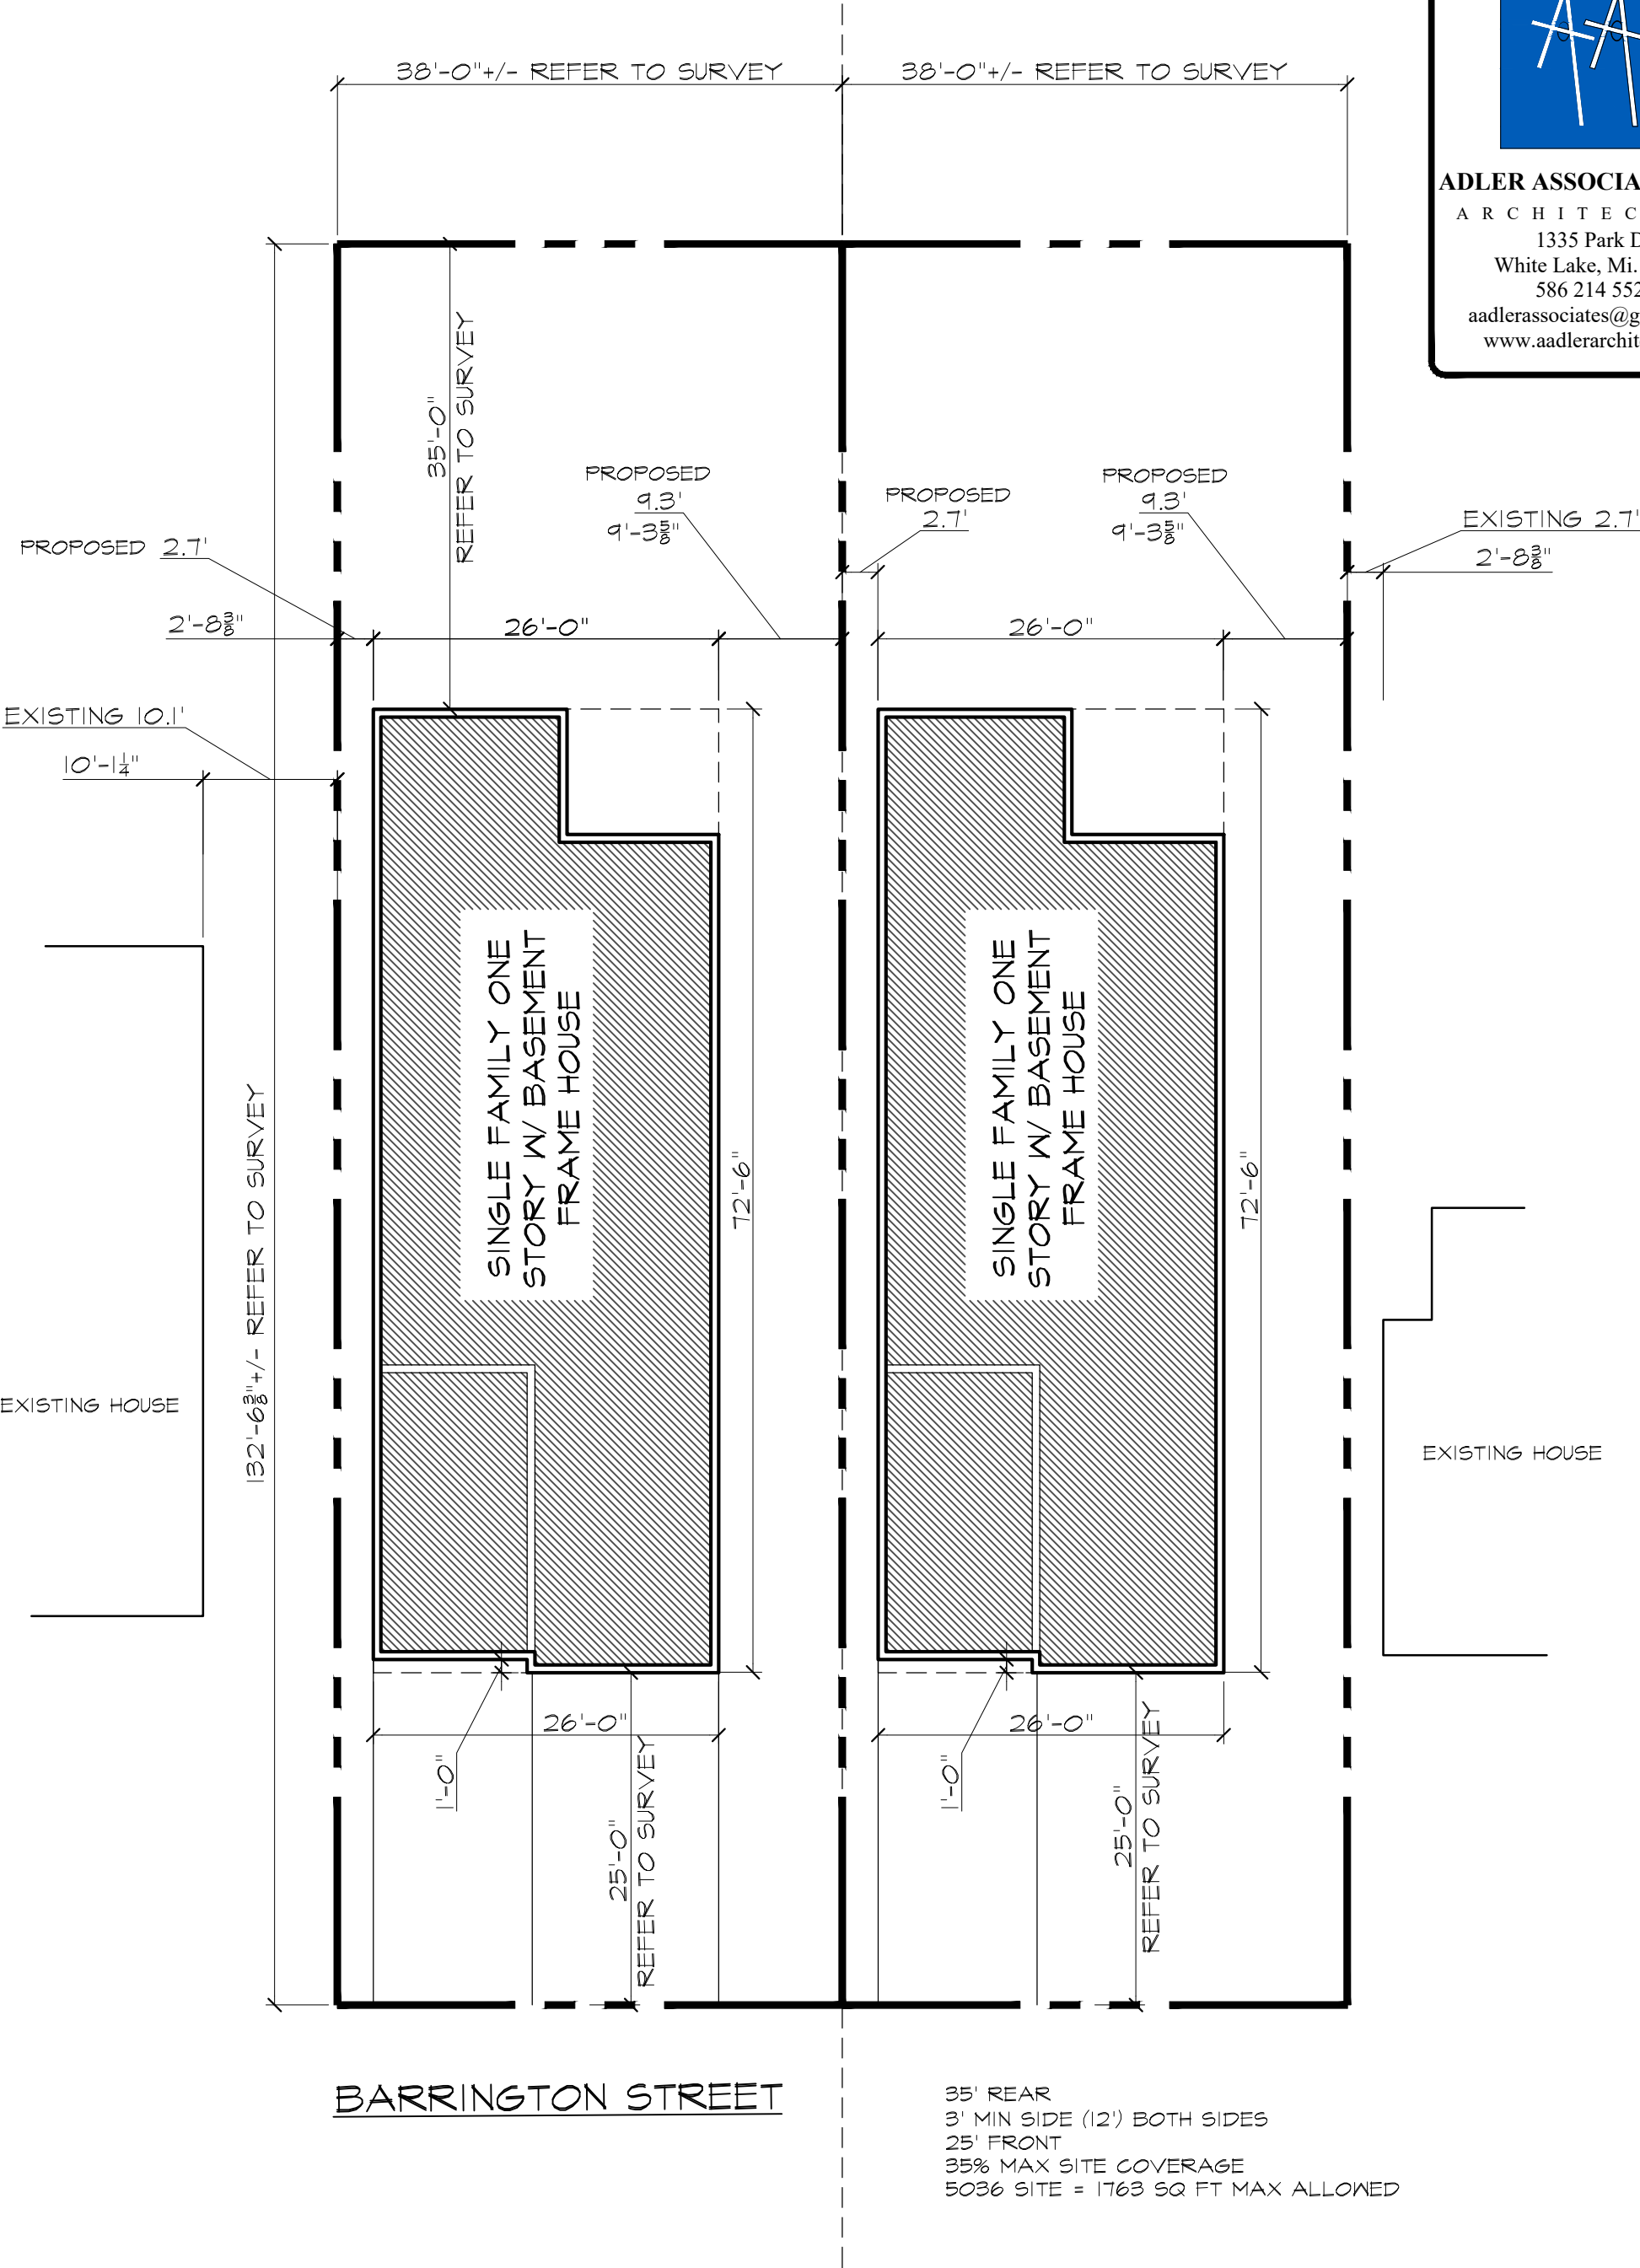 38'-0"+/- REFER TO SURVEY
38'-0"+/- REFER TO SURVEY
ADLER ASSOCIA
A R C H I T E C
1335 Park D
White Lake, Mi.
586 214 552
aadlerassociates@g
www.aadlerarchit
35'-0"
REFER TO SURVEY
PROPOSED
9.3'
9'-3⅝"
PROPOSED
2.7'
PROPOSED
9.3'
9'-3⅝"
EXISTING 2.7'
2'-8⅜"
PROPOSED 2.7'
2'-8⅜"
26'-0"
26'-0"
EXISTING 10.1'
10'-1¼"
SINGLE FAMILY ONE
STORY W/ BASEMENT
FRAME HOUSE
SINGLE FAMILY ONE
STORY W/ BASEMENT
FRAME HOUSE
72'-6"
72'-6"
132'-6⅜"+/- REFER TO SURVEY
EXISTING HOUSE
EXISTING HOUSE
26'-0"
26'-0"
1'-0"
1'-0"
25'-0"
REFER TO SURVEY
25'-0"
REFER TO SURVEY
BARRINGTON STREET
35' REAR
3' MIN SIDE (12') BOTH SIDES
25' FRONT
35% MAX SITE COVERAGE
5036 SITE = 1763 SQ FT MAX ALLOWED